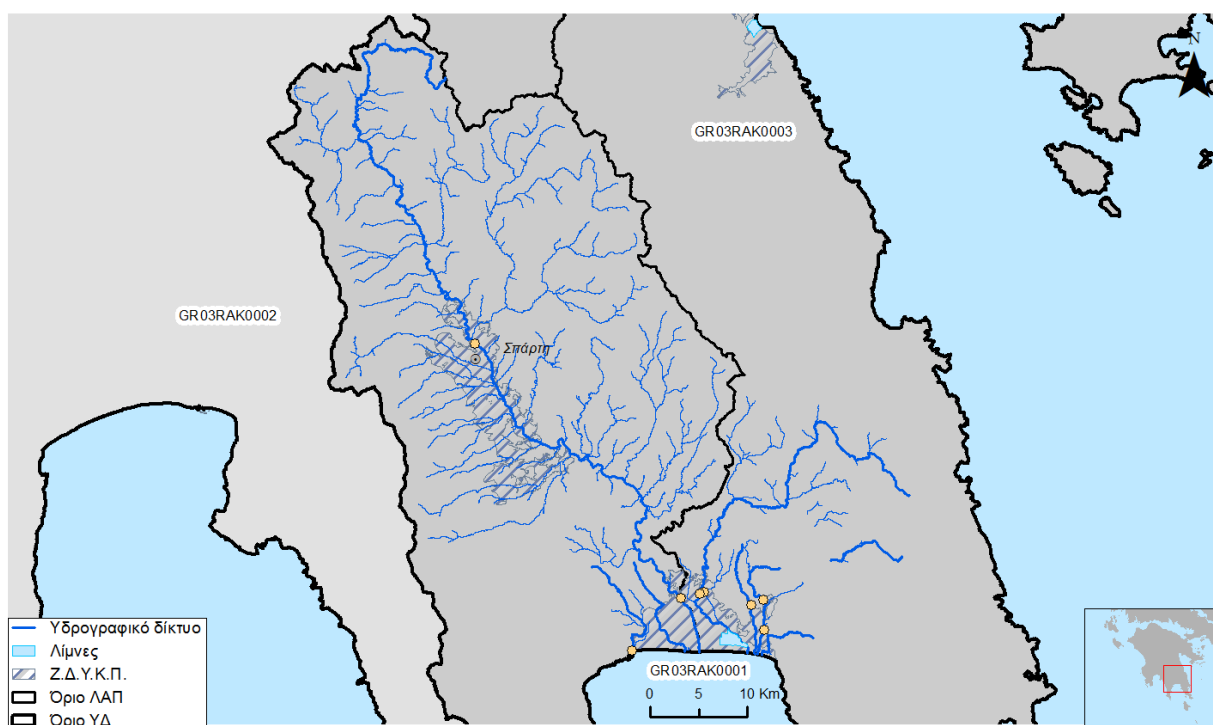 N
GR03RAK0003
GR03RAK0002
Σπάρτη
GR03RAK0001
0 5 10 Km
Υδρογραφικό δίκτυο
Λίμνες
Ζ.Δ.Υ.Κ.Π.
Όριο ΛΑΠ
Όριο ΥΔ